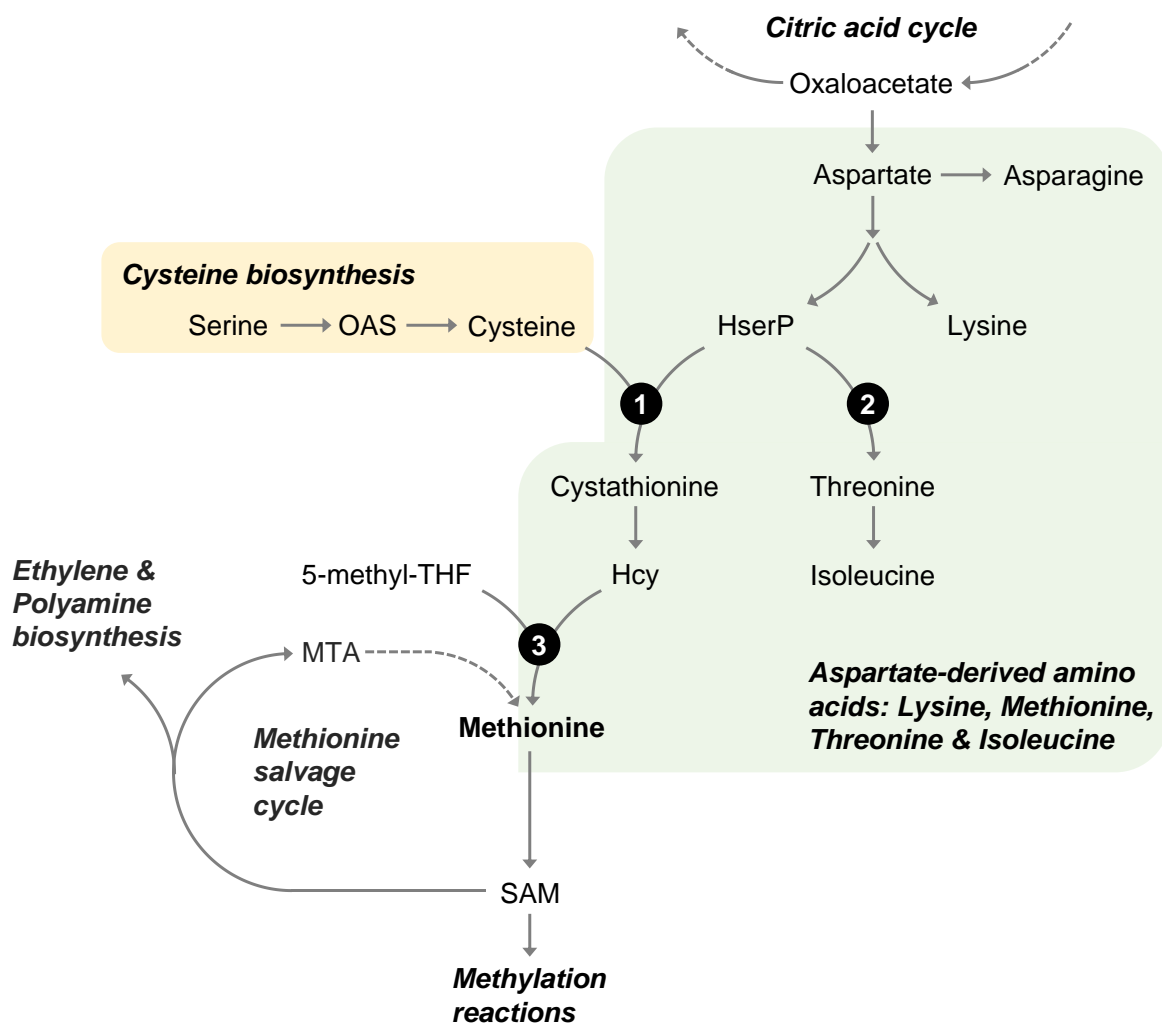 Citric acid cycle
Oxaloacetate
Aspartate
Asparagine
Cysteine biosynthesis
Serine
OAS
Cysteine
HserP
Lysine
1
2
Cystathionine
Threonine
Ethylene &
Polyamine
biosynthesis
5-methyl-THF
Hcy
Isoleucine
3
MTA
Methionine
Aspartate-derived amino
acids: Lysine, Methionine,
Threonine & Isoleucine
Methionine
salvage
cycle
SAM
Methylation
reactions